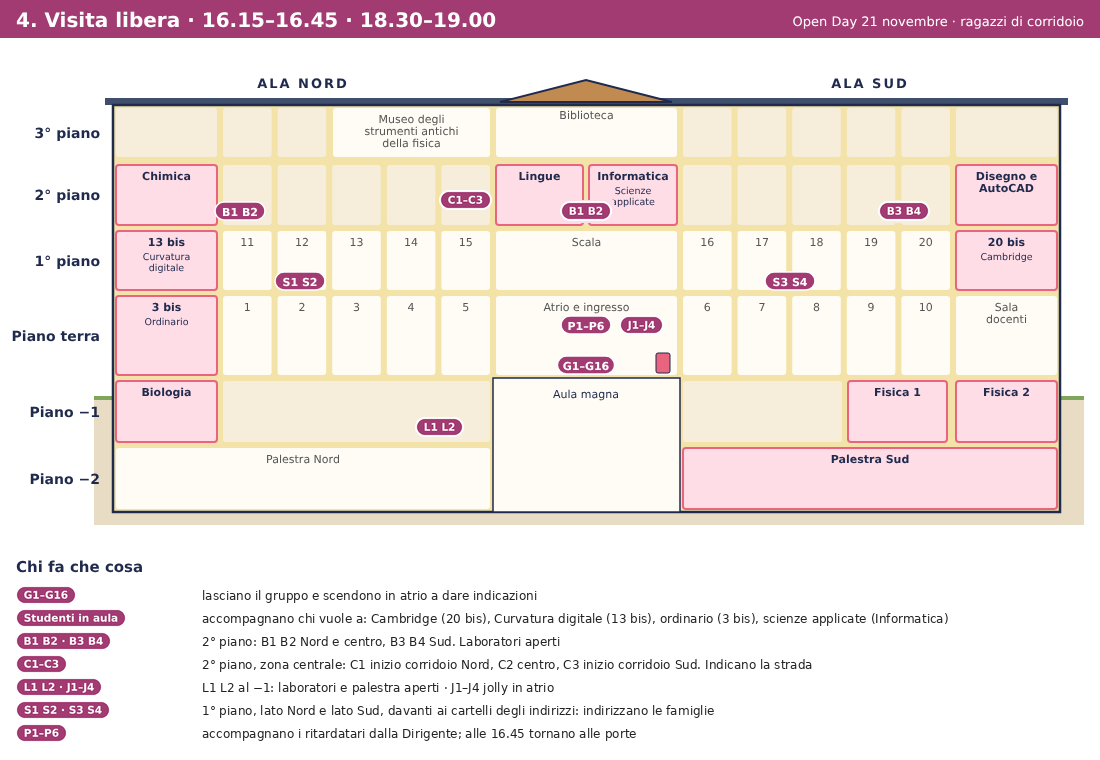 4. Visita libera · 16.15–16.45 · 18.30–19.00
Open Day 21 novembre · ragazzi di corridoio
ALA NORD
ALA SUD
3° piano
Museo degli
strumenti antichi
della fisica
Biblioteca
2° piano
Chimica
B1 B2
C1–C3
Lingue
Informatica
Scienze
applicate
B1 B2
B3 B4
Disegno e
AutoCAD
1° piano
13 bis
Curvatura
digitale
11
12
13
14
15
S1 S2
Scala
16
17
18
19
20
S3 S4
20 bis
Cambridge
Piano terra
3 bis
Ordinario
1
2
3
4
5
Atrio e ingresso
P1–P6
J1–J4
G1–G16
6
7
8
9
10
Sala
docenti
Piano −1
Biologia
L1 L2
Aula magna
Fisica 1
Fisica 2
Piano −2
Palestra Nord
Palestra Sud
Chi fa che cosa
G1–G16 lasciano il gruppo e scendono in atrio a dare indicazioni
Studenti in aula accompagnano chi vuole a: Cambridge (20 bis), Curvatura digitale (13 bis), ordinario (3 bis), scienze applicate (Informatica)
B1 B2 · B3 B4 2° piano: B1 B2 Nord e centro, B3 B4 Sud. Laboratori aperti
C1–C3 2° piano, zona centrale: C1 inizio corridoio Nord, C2 centro, C3 inizio corridoio Sud. Indicano la strada
L1 L2 · J1–J4 L1 L2 al −1: laboratori e palestra aperti · J1–J4 jolly in atrio
S1 S2 · S3 S4 1° piano, lato Nord e lato Sud, davanti ai cartelli degli indirizzi: indirizzano le famiglie
P1–P6 accompagnano i ritardatari dalla Dirigente; alle 16.45 tornano alle porte